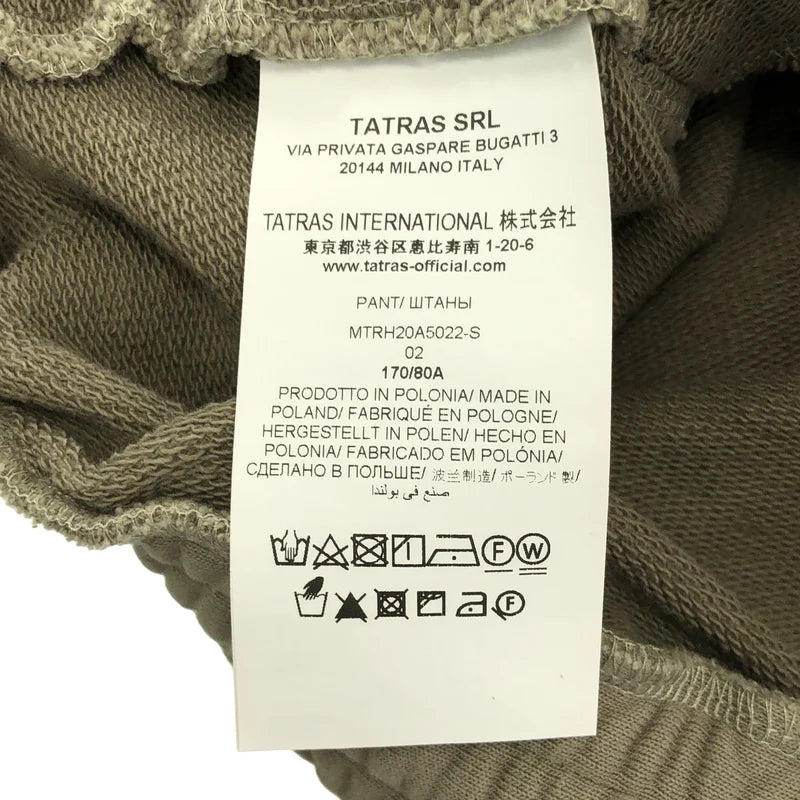 TATRAS SRL
VIA PRIVATA GASPARE BUGATTI 3
20144 MILANO ITALY
TATRAS INTERNATIONAL 株式会社
東京都渋谷区恵比寿南 1-20-6
www.tatras-official.com
PANT/ ШТАНЫ
MTRH20A5022-S
02
170/80A
PRODOTTO IN POLONIA/ MADE IN
POLAND/ FABRIQUÉ EN POLOGNE/
HERGESTELLT IN POLEN/ HECHO EN
POLONIA/ FABRICADO EM POLÓNIA/
СДЕЛАНО В ПОЛЬШЕ/ 波兰制造/ ポーランド 製/
صنع في بولندا
F W
F